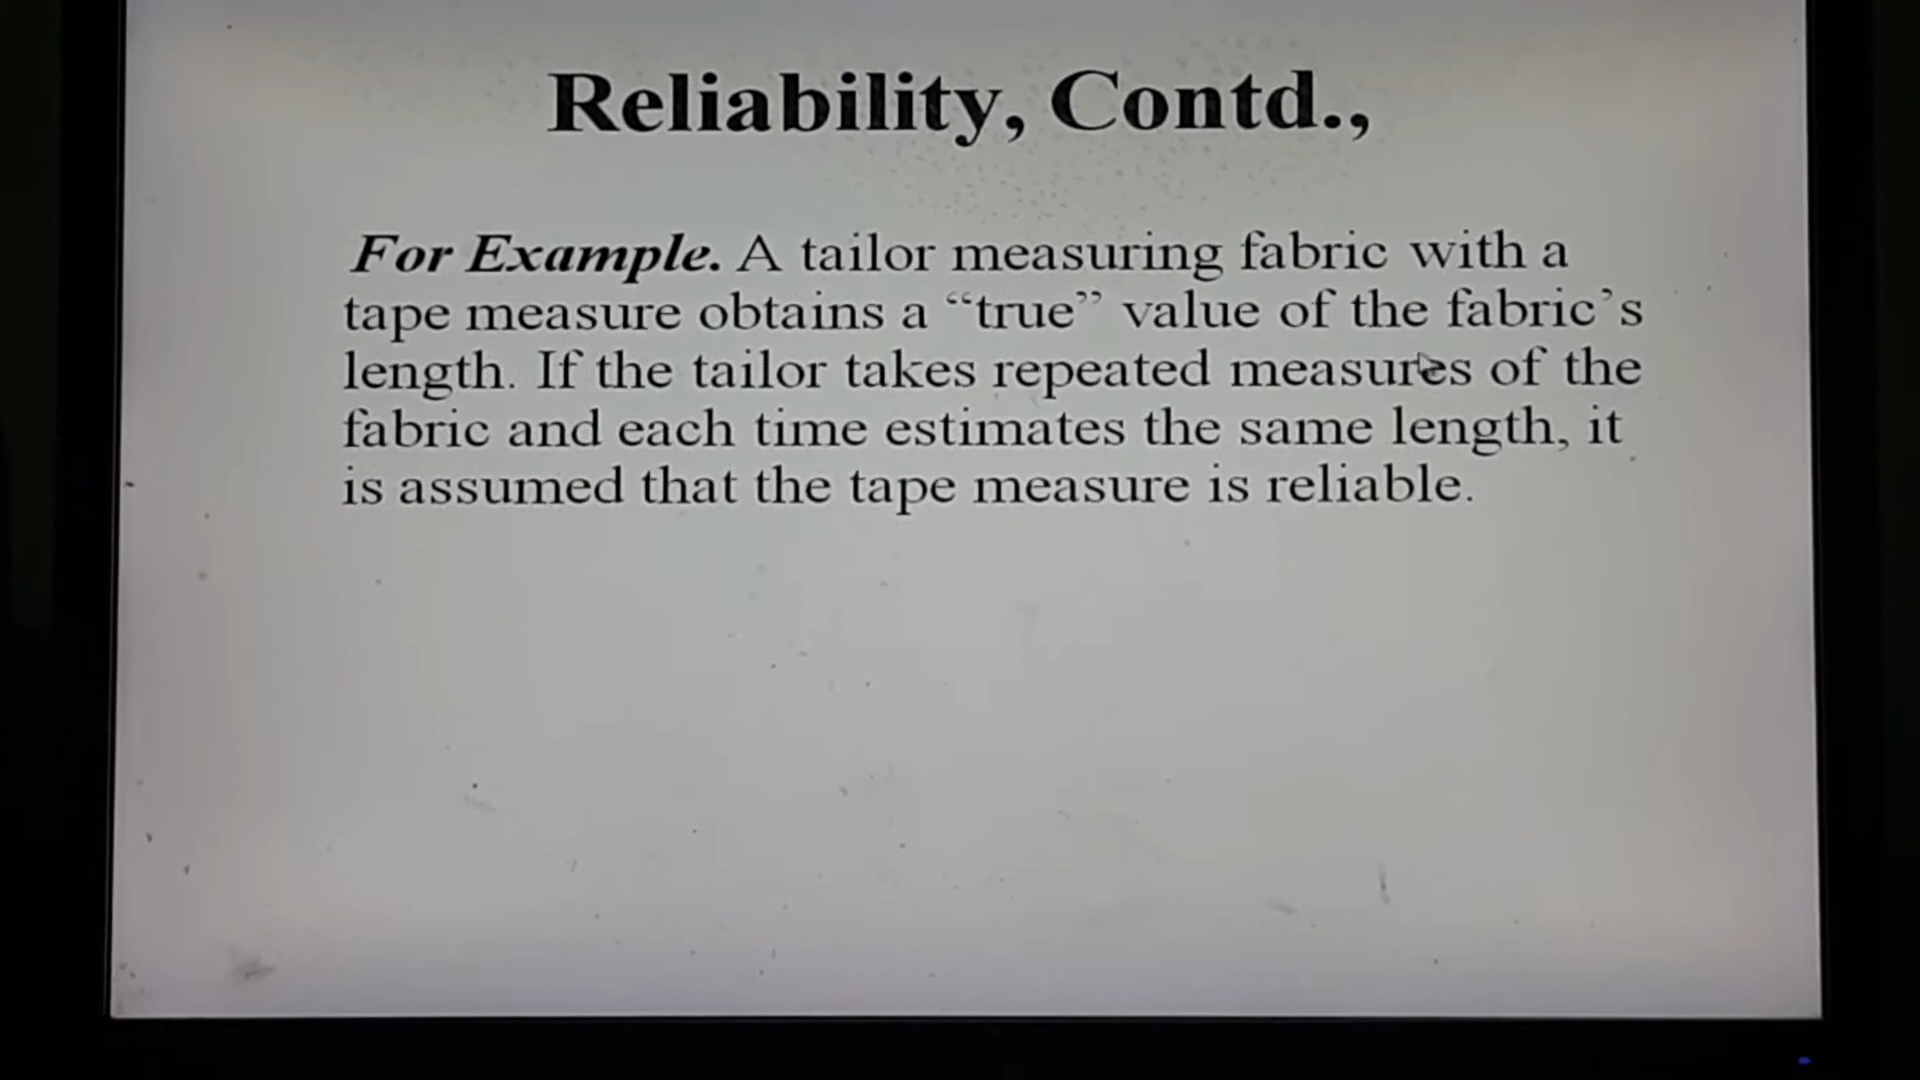 Reliability, Contd.,
For Example. A tailor measuring fabric with a
tape measure obtains a “true” value of the fabric’s
length. If the tailor takes repeated measures of the
fabric and each time estimates the same length, it
is assumed that the tape measure is reliable.